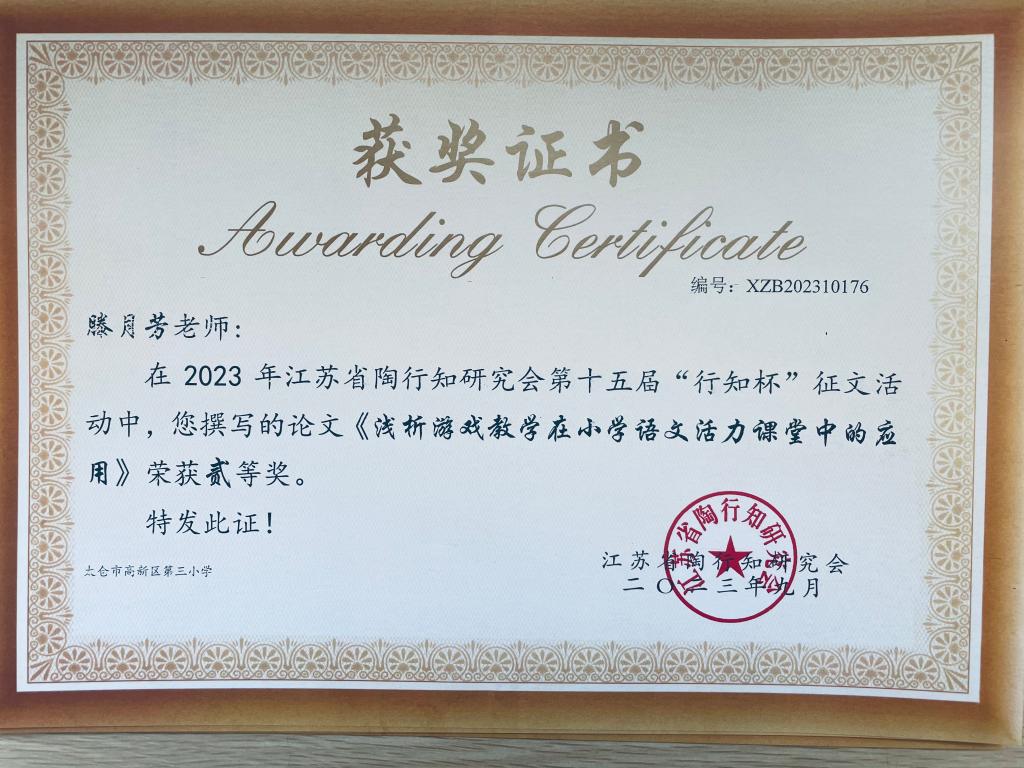 获奖证书
Awarding Certificate
编号：XZB202310176
滕月芳老师：
在 2023 年江苏省陶行知研究会第十五届“行知杯”征文活
动中，您撰写的论文《浅析游戏教学在小学语文活力课堂中的应
用》荣获贰等奖。
特发此证！
太仓市高新区第三小学
江苏省陶行知研究会
二〇二三年九月
江苏省陶行知研究会